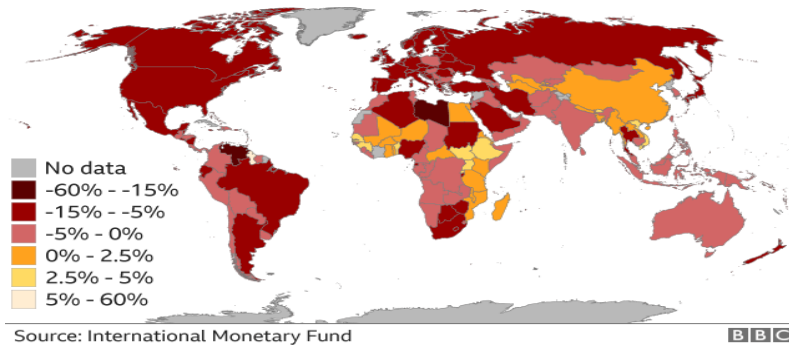 No data
-60% - -15%
-15% - -5%
-5% - 0%
0% - 2.5%
2.5% - 5%
5% - 60%
Source: International Monetary Fund
BBC